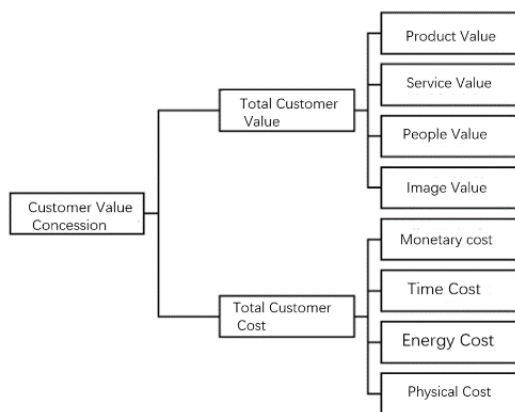 Product Value
Service Value
Total Customer
Value
People Value
Image Value
Customer Value
Concession
Monetary cost
Time Cost
Total Customer
Cost
Energy Cost
Physical Cost